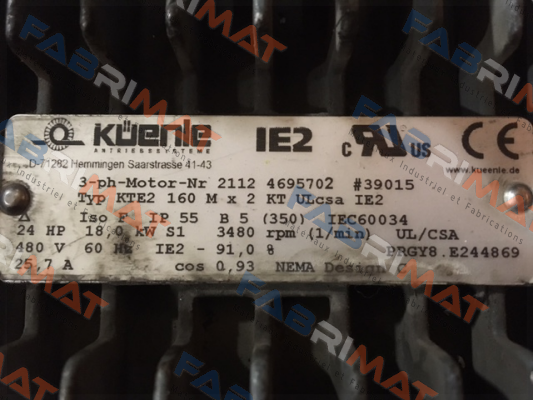 KÜENLE IE2 c UR US CE
ANTRIEBSSYSTEME
D-71282 Hemmingen Saarstrasse 41-43 www.kueenle.de
3-ph-Motor-Nr 2112 4695702 #39015
Typ KTE2 160 M x 2 KT ULcsa IE2
Δ Iso F IP 55 B 5 (350) IEC60034
24 HP 18,0 kW S1 3480 rpm (1/min) UL/CSA
480 V 60 Hz IE2 - 91,0 % PRGY8.E244869
25,7 A cos 0,93 NEMA Design
FABRIMAT